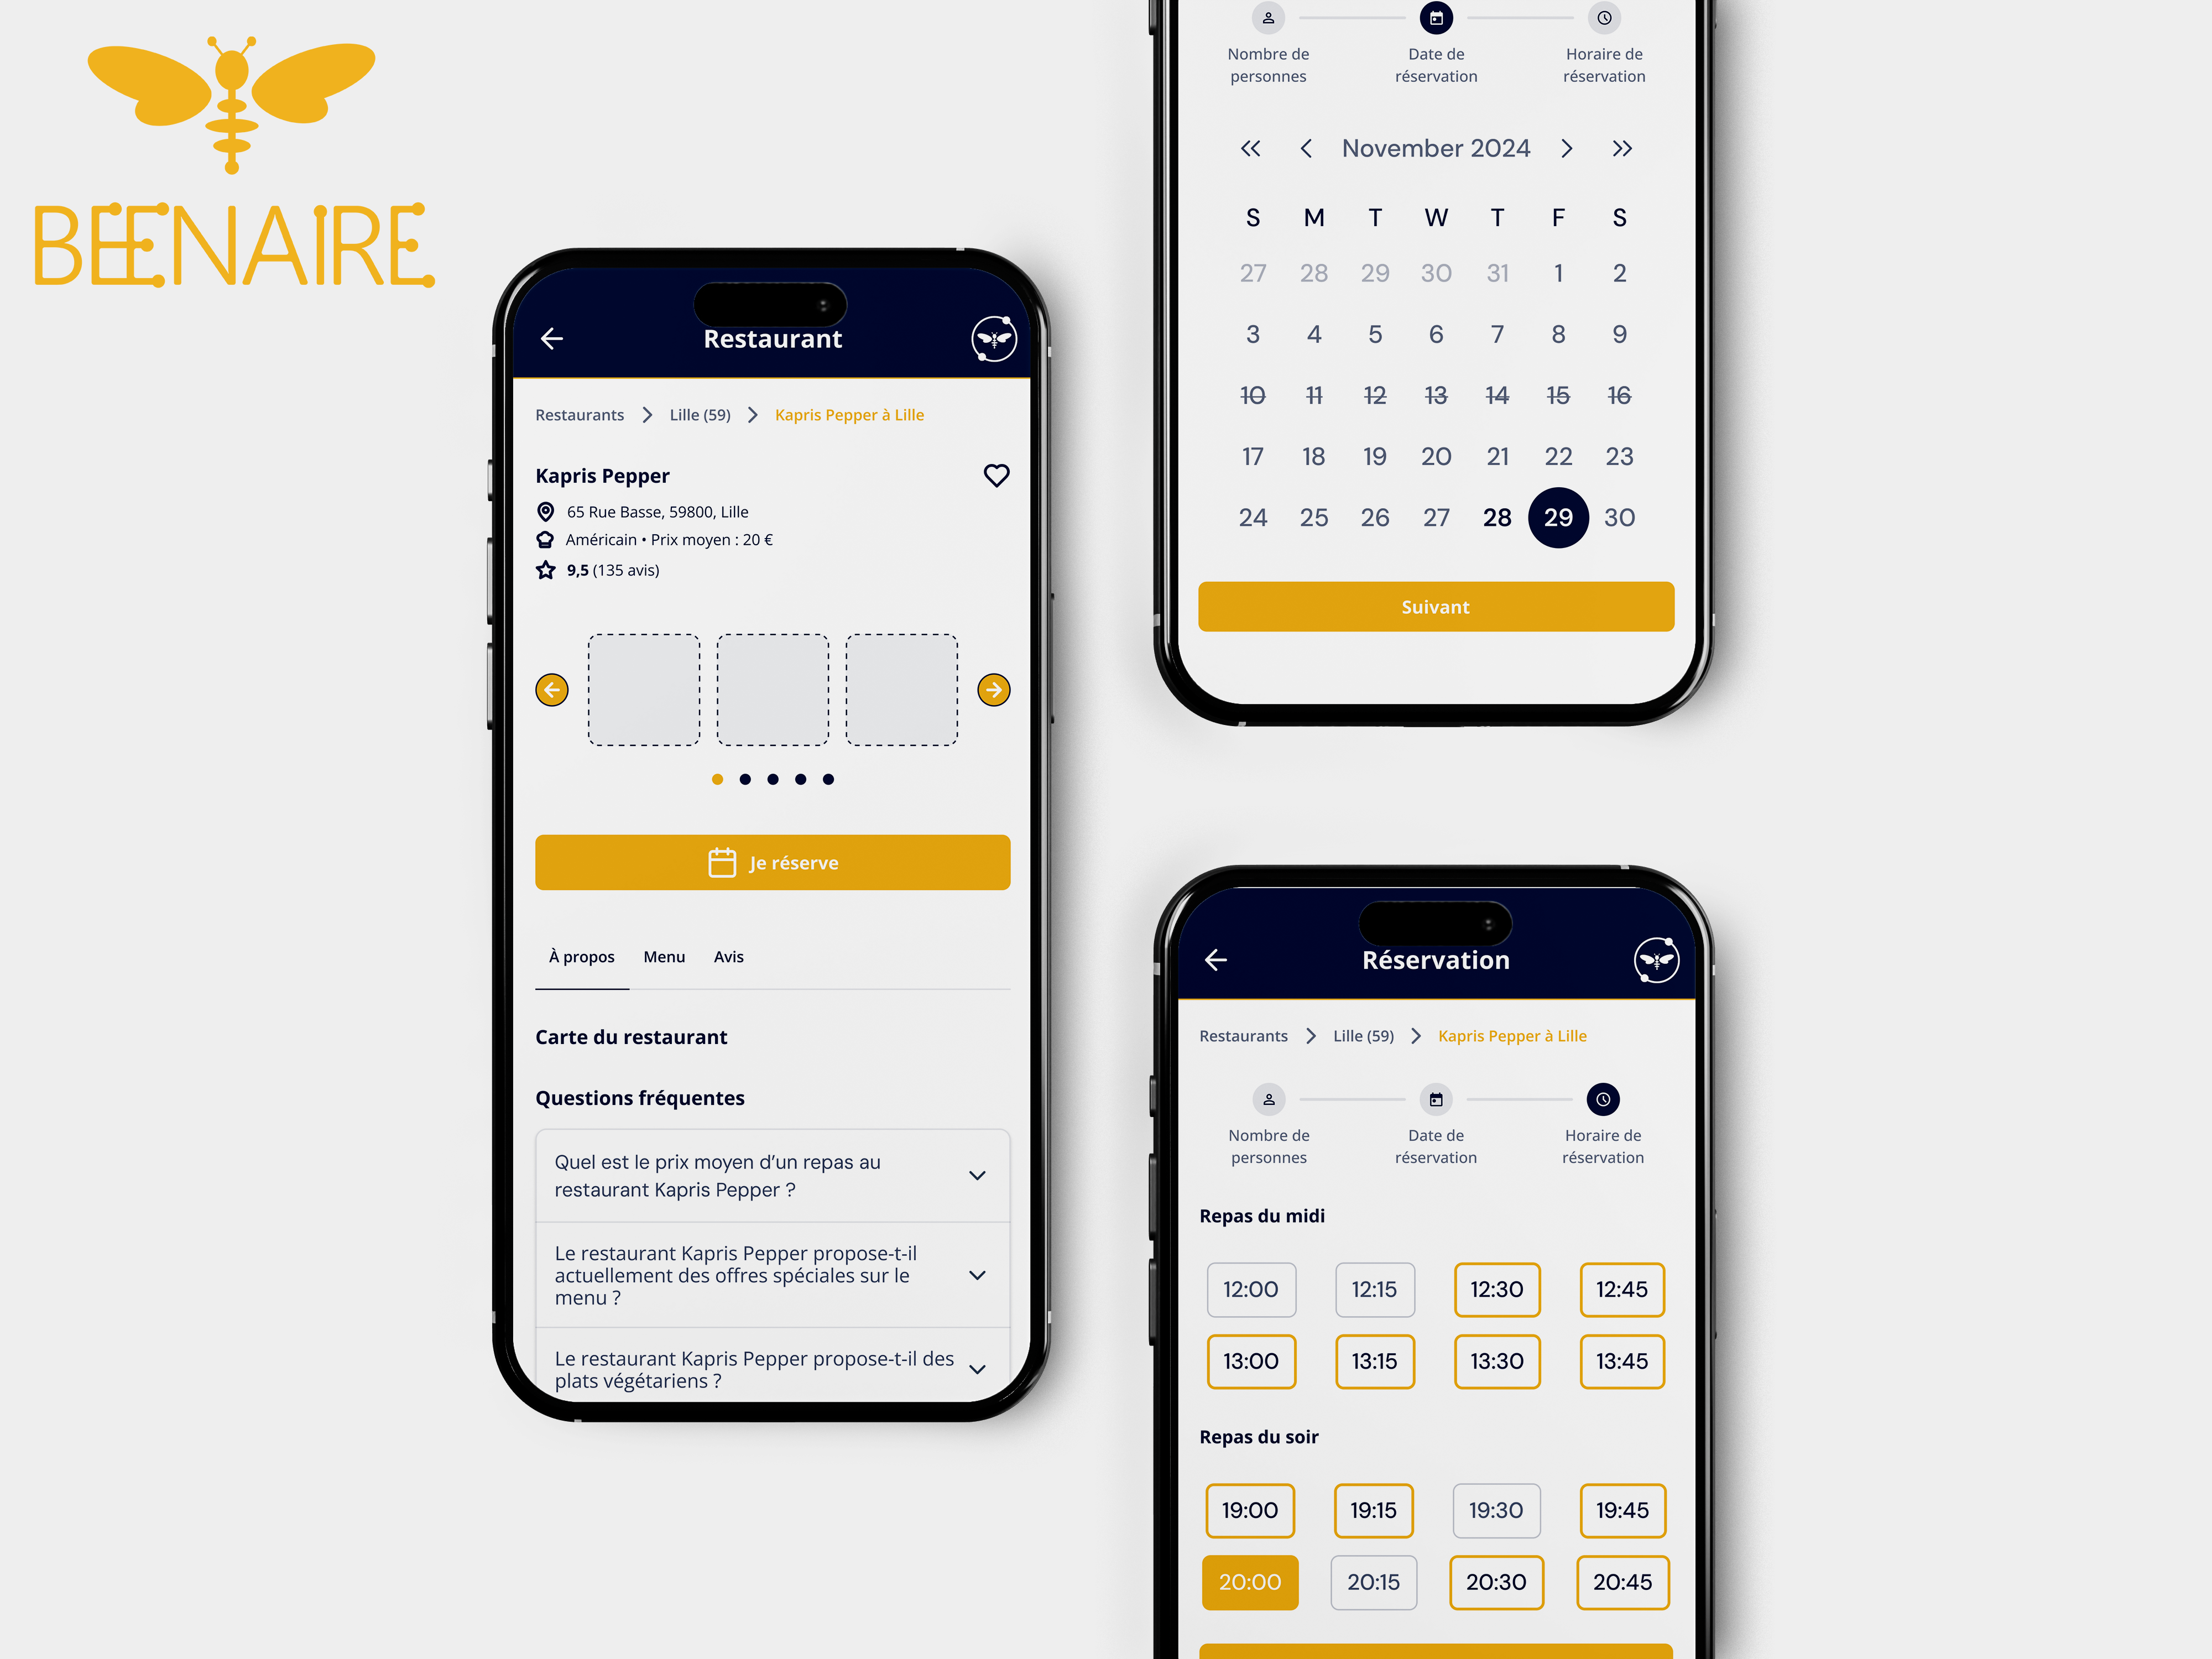 BEENAIRE
Restaurant
Restaurants Lille (59) Kapris Pepper à Lille
Kapris Pepper
65 Rue Basse, 59800, Lille
Américain • Prix moyen : 20 €
9,5 (135 avis)
Je réserve
À propos Menu Avis
Carte du restaurant
Questions fréquentes
Quel est le prix moyen d’un repas au
restaurant Kapris Pepper ?
Le restaurant Kapris Pepper propose-t-il
actuellement des offres spéciales sur le
menu ?
Le restaurant Kapris Pepper propose-t-il des
plats végétariens ?
Nombre de
personnes
Date de
réservation
Horaire de
réservation
November 2024
S M T W T F S
27 28 29 30 31 1 2
3 4 5 6 7 8 9
10 11 12 13 14 15 16
17 18 19 20 21 22 23
24 25 26 27 28 29 30
Suivant
Réservation
Restaurants Lille (59) Kapris Pepper à Lille
Nombre de
personnes
Date de
réservation
Horaire de
réservation
Repas du midi
12:00 12:15 12:30 12:45
13:00 13:15 13:30 13:45
Repas du soir
19:00 19:15 19:30 19:45
20:00 20:15 20:30 20:45